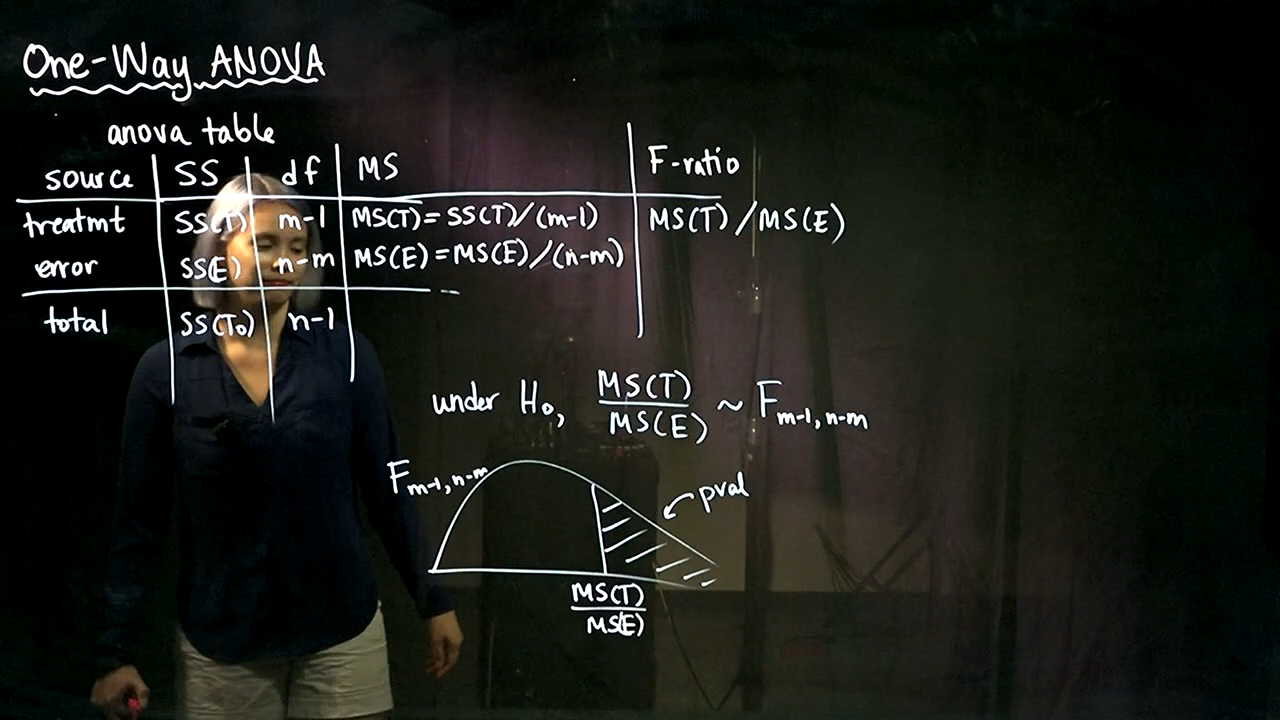 One-Way ANOVA
anova table
source SS df MS F-ratio
treatmt SS(T) m-1 MS(T)=SS(T)/(m-1) MS(T)/MS(E)
error SS(E) n-m MS(E)=MS(E)/(n-m)
total SS(To) n-1
under H₀, MS(T)/MS(E) ~ Fm-1,n-m
Fm-1,n-m
pval
MS(T)
MS(E)